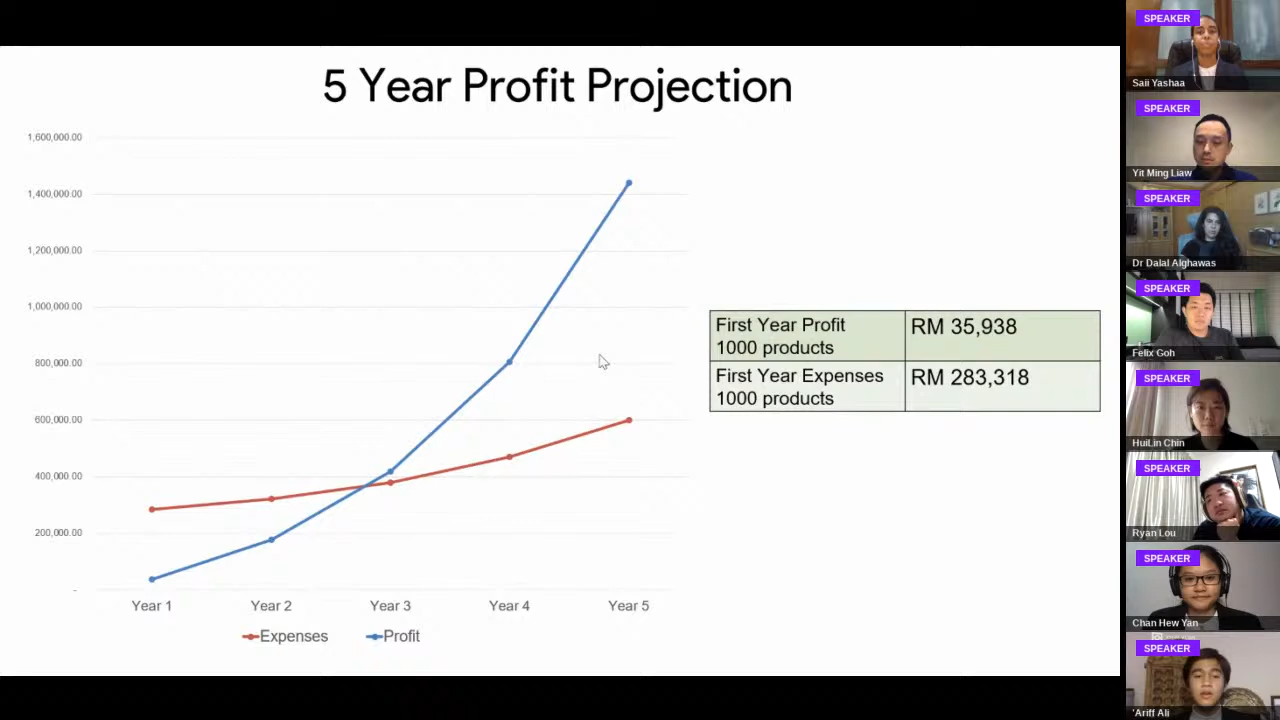 5 Year Profit Projection
1,600,000.00
1,400,000.00
1,200,000.00
1,000,000.00
800,000.00
600,000.00
400,000.00
200,000.00
-
Year 1 Year 2 Year 3 Year 4 Year 5
Expenses Profit
First Year Profit RM 35,938
1000 products
First Year Expenses RM 283,318
1000 products
SPEAKER
Saii Yashaa
SPEAKER
Yit Ming Liaw
SPEAKER
Dr Dalal Alghawas
SPEAKER
Felix Goh
SPEAKER
HuiLin Chin
SPEAKER
Ryan Lou
SPEAKER
Chan Hew Yan
SPEAKER
'Ariff Ali